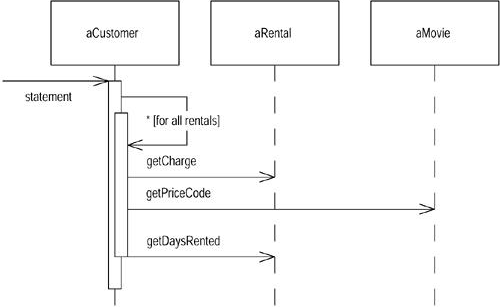 aCustomer
aRental
aMovie
statement
* [for all rentals]
getCharge
getPriceCode
getDaysRented